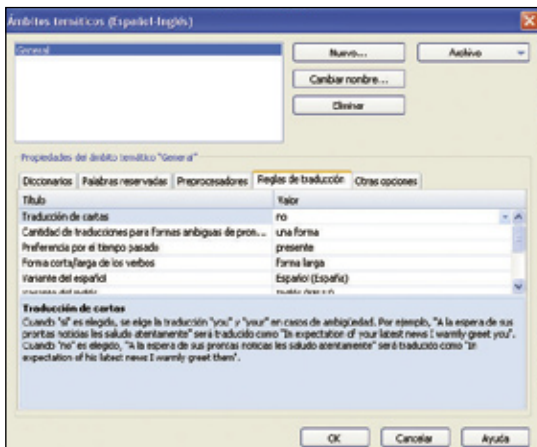 Ámbitos temáticos (Español-Inglés)
General
Nuevo...
Archivo
Cambiar nombre...
Eliminar
Propiedades del ámbito temático "General"
Diccionarios Palabras reservadas Preprocesadores Reglas de traducción Otras opciones
Título Valor
Traducción de cartas no
Cantidad de traducciones para formas ambiguas de pron... una forma
Preferencia por el tiempo pasado presente
Forma corta/larga de los verbos forma larga
Variante del español Español (España)
Traducción de cartas
Cuando "sí" es elegido, se elige la traducción "you" y "your" en casos de ambigüedad. Por ejemplo, "A la espera de sus
prontas noticias les saludo atentamente" será traducido como "In expectation of your latest news I warmly greet you".
Cuando "no" es elegido, "A la espera de sus prontas noticias les saludo atentamente" será traducido como "In
expectation of his latest news I warmly greet them".
OK Cancelar Ayuda